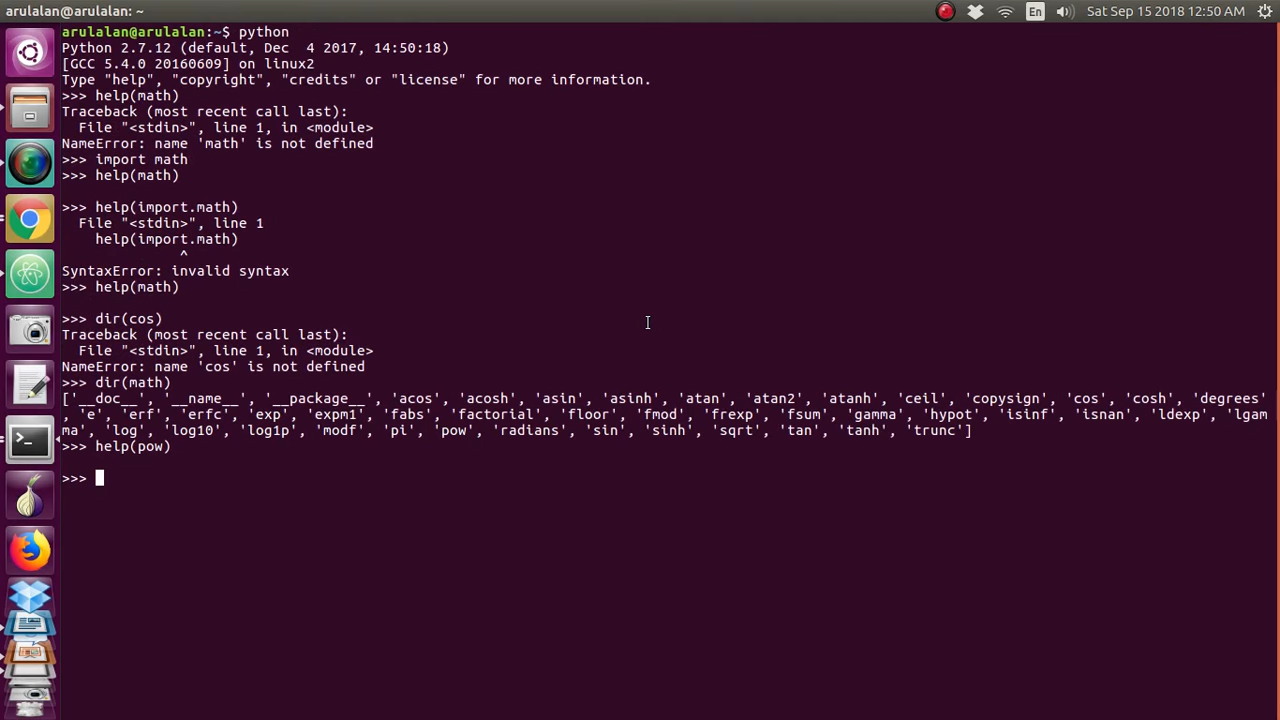 arulalan@arulalan: ~
En
Sat Sep 15 2018 12:50 AM
arulalan@arulalan:~$ python
Python 2.7.12 (default, Dec  4 2017, 14:50:18)
[GCC 5.4.0 20160609] on linux2
Type "help", "copyright", "credits" or "license" for more information.
>>> help(math)
Traceback (most recent call last):
  File "<stdin>", line 1, in <module>
NameError: name 'math' is not defined
>>> import math
>>> help(math)
>>> help(import.math)
  File "<stdin>", line 1
    help(import.math)
              ^
SyntaxError: invalid syntax
>>> help(math)
>>> dir(cos)
Traceback (most recent call last):
  File "<stdin>", line 1, in <module>
NameError: name 'cos' is not defined
>>> dir(math)
['__doc__', '__name__', '__package__', 'acos', 'acosh', 'asin', 'asinh', 'atan', 'atan2', 'atanh', 'ceil', 'copysign', 'cos', 'cosh', 'degrees'
, 'e', 'erf', 'erfc', 'exp', 'expm1', 'fabs', 'factorial', 'floor', 'fmod', 'frexp', 'fsum', 'gamma', 'hypot', 'isinf', 'isnan', 'ldexp', 'lgam
ma', 'log', 'log10', 'log1p', 'modf', 'pi', 'pow', 'radians', 'sin', 'sinh', 'sqrt', 'tan', 'tanh', 'trunc']
>>> help(pow)
>>>